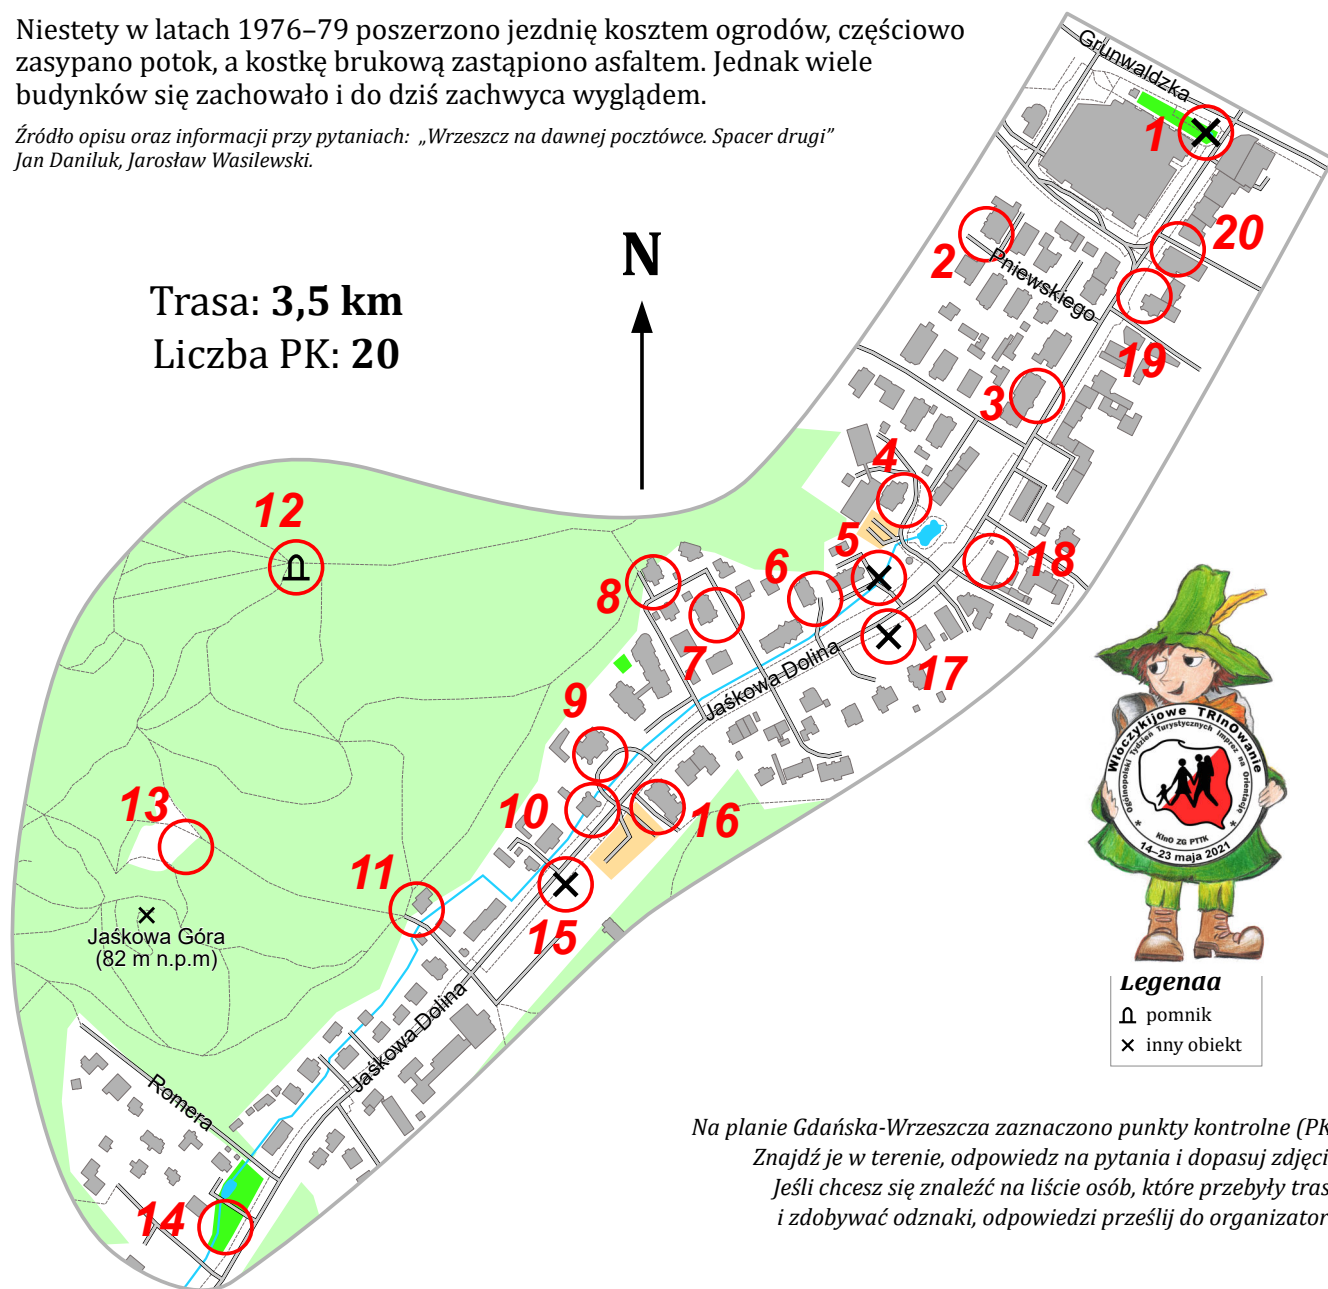 Niestety w latach 1976–79 poszerzono jezdnię kosztem ogrodów, częściowo
zasypano potok, a kostkę brukową zastąpiono asfaltem. Jednak wiele
budynków się zachowało i do dziś zachwyca wyglądem.
Źródło opisu oraz informacji przy pytaniach: „Wrzeszcz na dawnej pocztówce. Spacer drugi”
Jan Daniluk, Jarosław Wasilewski.
Trasa: 3,5 km
Liczba PK: 20
N
Grunwaldzka
1
2
Pniewskiego
20
19
3
4
5
6
18
17
7
8
Jaśkowa Dolina
9
10
16
15
11
12
13
Jaśkowa Góra
(82 m n.p.m)
Jaśkowa Dolina
Romera
14
Włóczykijowe TRInOwanie
Ogólnopolski Tydzień Turystycznych Imprez na Orientację
KInO ZG PTTK
14–23 maja 2021
Legenda
pomnik
inny obiekt
Na planie Gdańska-Wrzeszcza zaznaczono punkty kontrolne (PK
Znajdź je w terenie, odpowiedz na pytania i dopasuj zdjęci
Jeśli chcesz się znaleźć na liście osób, które przebyły tras
i zdobywać odznaki, odpowiedzi prześlij do organizator